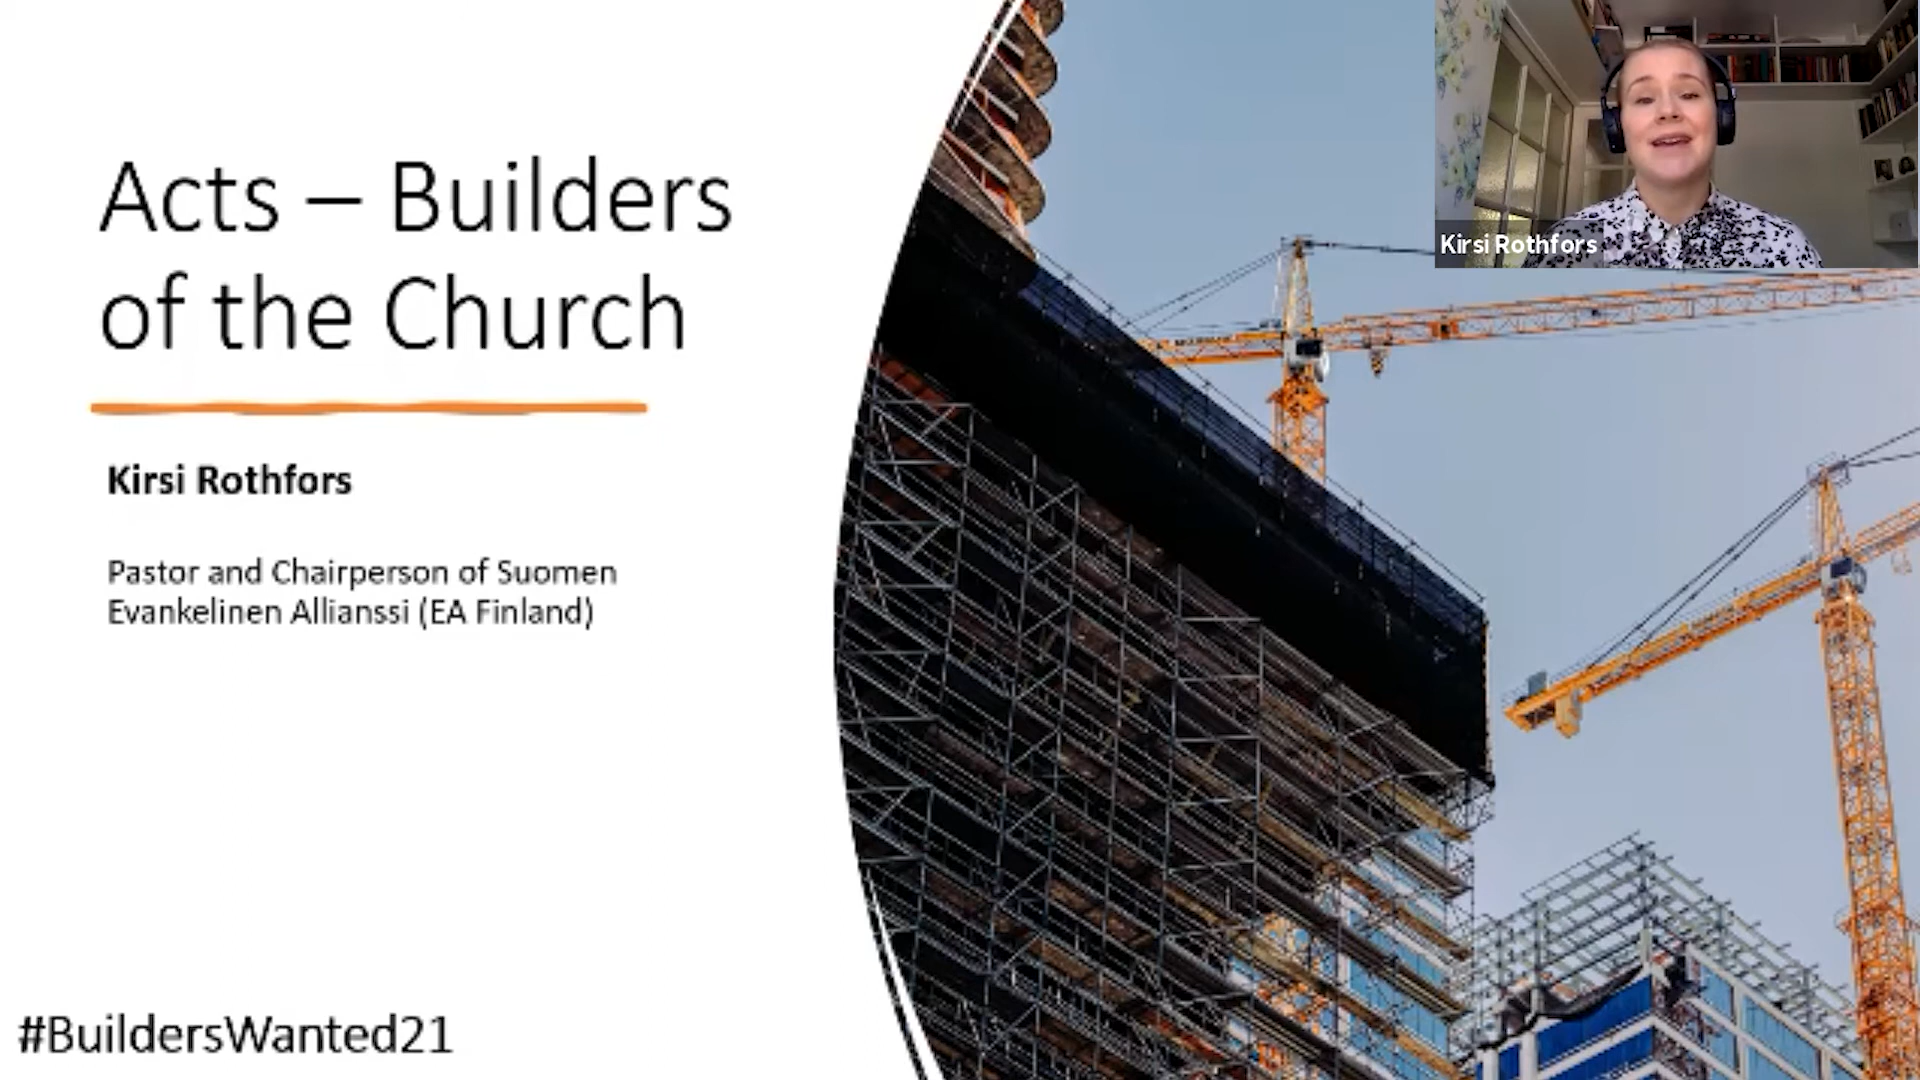 Acts – Builders
of the Church
Kirsi Rothfors
Pastor and Chairperson of Suomen
Evankelinen Allianssi (EA Finland)
#BuildersWanted21
Kirsi Rothfors